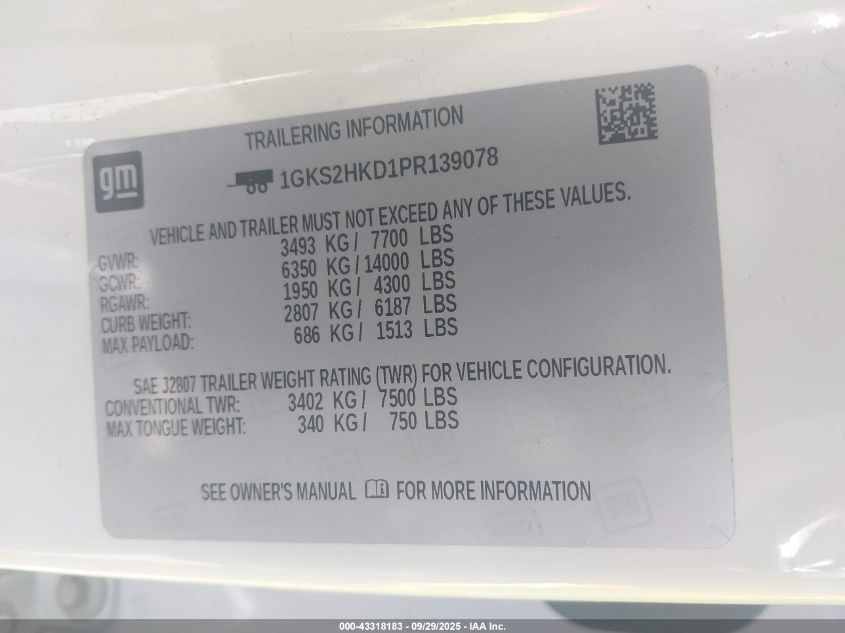 TRAILERING INFORMATION
gm
1GKS2HKD1PR139078
VEHICLE AND TRAILER MUST NOT EXCEED ANY OF THESE VALUES.
GVWR: 3493 KG / 7700 LBS
GCWR: 6350 KG / 14000 LBS
RGAWR: 1950 KG / 4300 LBS
CURB WEIGHT: 2807 KG / 6187 LBS
MAX PAYLOAD: 686 KG / 1513 LBS
SAE J2807 TRAILER WEIGHT RATING (TWR) FOR VEHICLE CONFIGURATION.
CONVENTIONAL TWR: 3402 KG / 7500 LBS
MAX TONGUE WEIGHT: 340 KG / 750 LBS
SEE OWNER'S MANUAL FOR MORE INFORMATION
gm
000-43318183 - 09/29/2025 - IAA Inc.